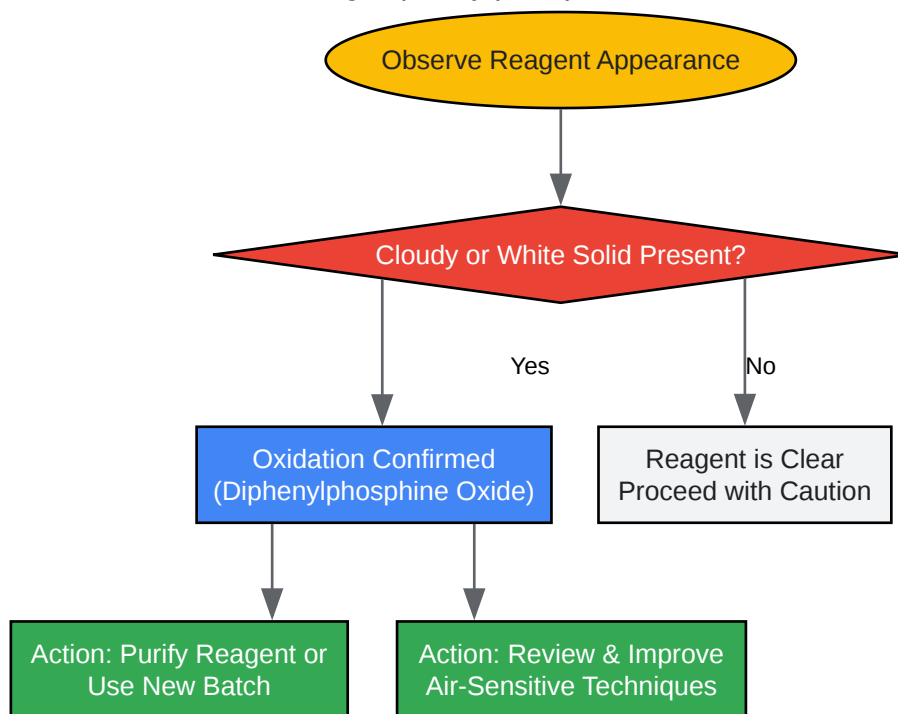 Observe Reagent Appearance
Cloudy or White Solid Present?
Yes
No
Oxidation Confirmed
(Diphenylphosphine Oxide)
Reagent is Clear
Proceed with Caution
Action: Purify Reagent or
Use New Batch
Action: Review & Improve
Air-Sensitive Techniques